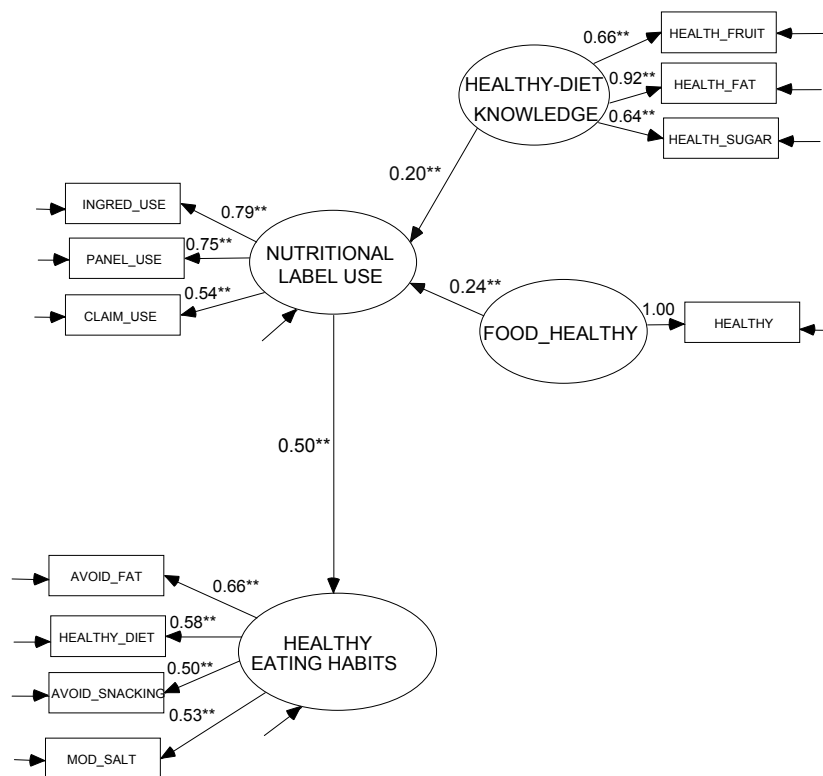 0.66**
HEALTH_FRUIT
HEALTHY-DIET
KNOWLEDGE
0.92**
HEALTH_FAT
0.64**
HEALTH_SUGAR
0.20**
INGRED_USE
0.79**
PANEL_USE
0.75**
NUTRITIONAL
LABEL USE
CLAIM_USE
0.54**
0.24**
FOOD_HEALTHY
1.00
HEALTHY
0.50**
AVOID_FAT
0.66**
HEALTHY_DIET
0.58**
HEALTHY
EATING HABITS
AVOID_SNACKING
0.50**
0.53**
MOD_SALT